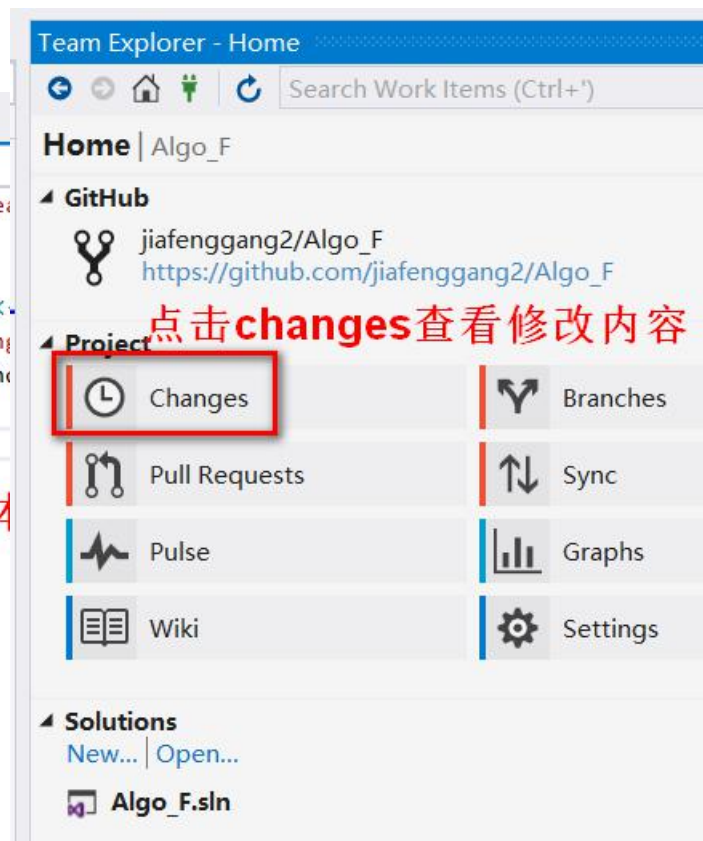 Team Explorer - Home
Search Work Items (Ctrl+')
Home | Algo_F
GitHub
jiafenggang2/Algo_F
https://github.com/jiafenggang2/Algo_F
点击changes查看修改内容
Project
Changes
Branches
Pull Requests
Sync
Pulse
Graphs
Wiki
Settings
Solutions
New... | Open...
Algo_F.sln